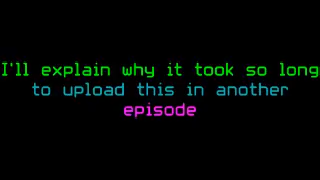 I'll explain why it took so long
to upload this in another
episode